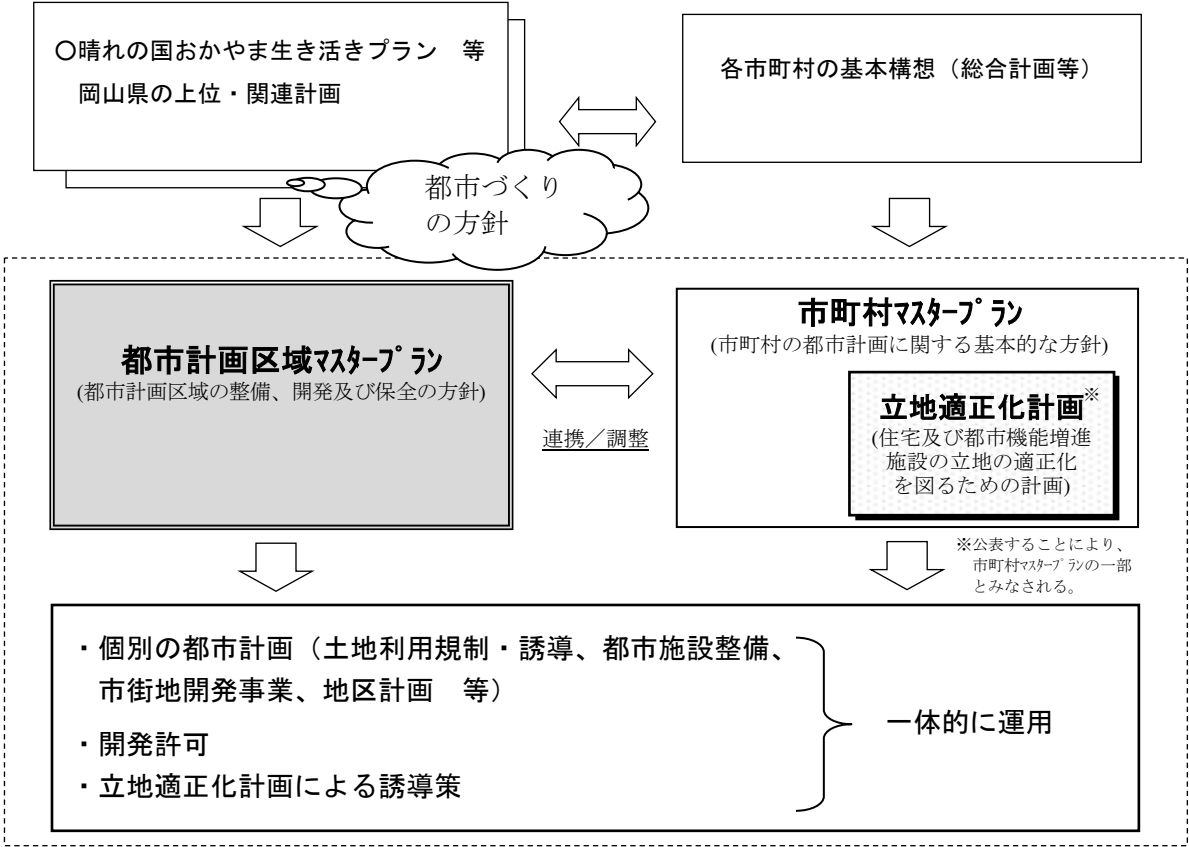 〇晴れの国おかやま生き活きプラン　等
岡山県の上位・関連計画
各市町村の基本構想（総合計画等）
都市づくり
の方針
都市計画区域ﾏｽﾀｰﾌﾟﾗﾝ
(都市計画区域の整備、開発及び保全の方針)
連携／調整
市町村ﾏｽﾀｰﾌﾟﾗﾝ
(市町村の都市計画に関する基本的な方針)
立地適正化計画※
(住宅及び都市機能増進
施設の立地の適正化
を図るための計画)
※公表することにより、
市町村ﾏｽﾀｰﾌﾟﾗﾝの一部
とみなされる。
・個別の都市計画（土地利用規制・誘導、都市施設整備、
市街地開発事業、地区計画　等）
・開発許可
・立地適正化計画による誘導策
一体的に運用